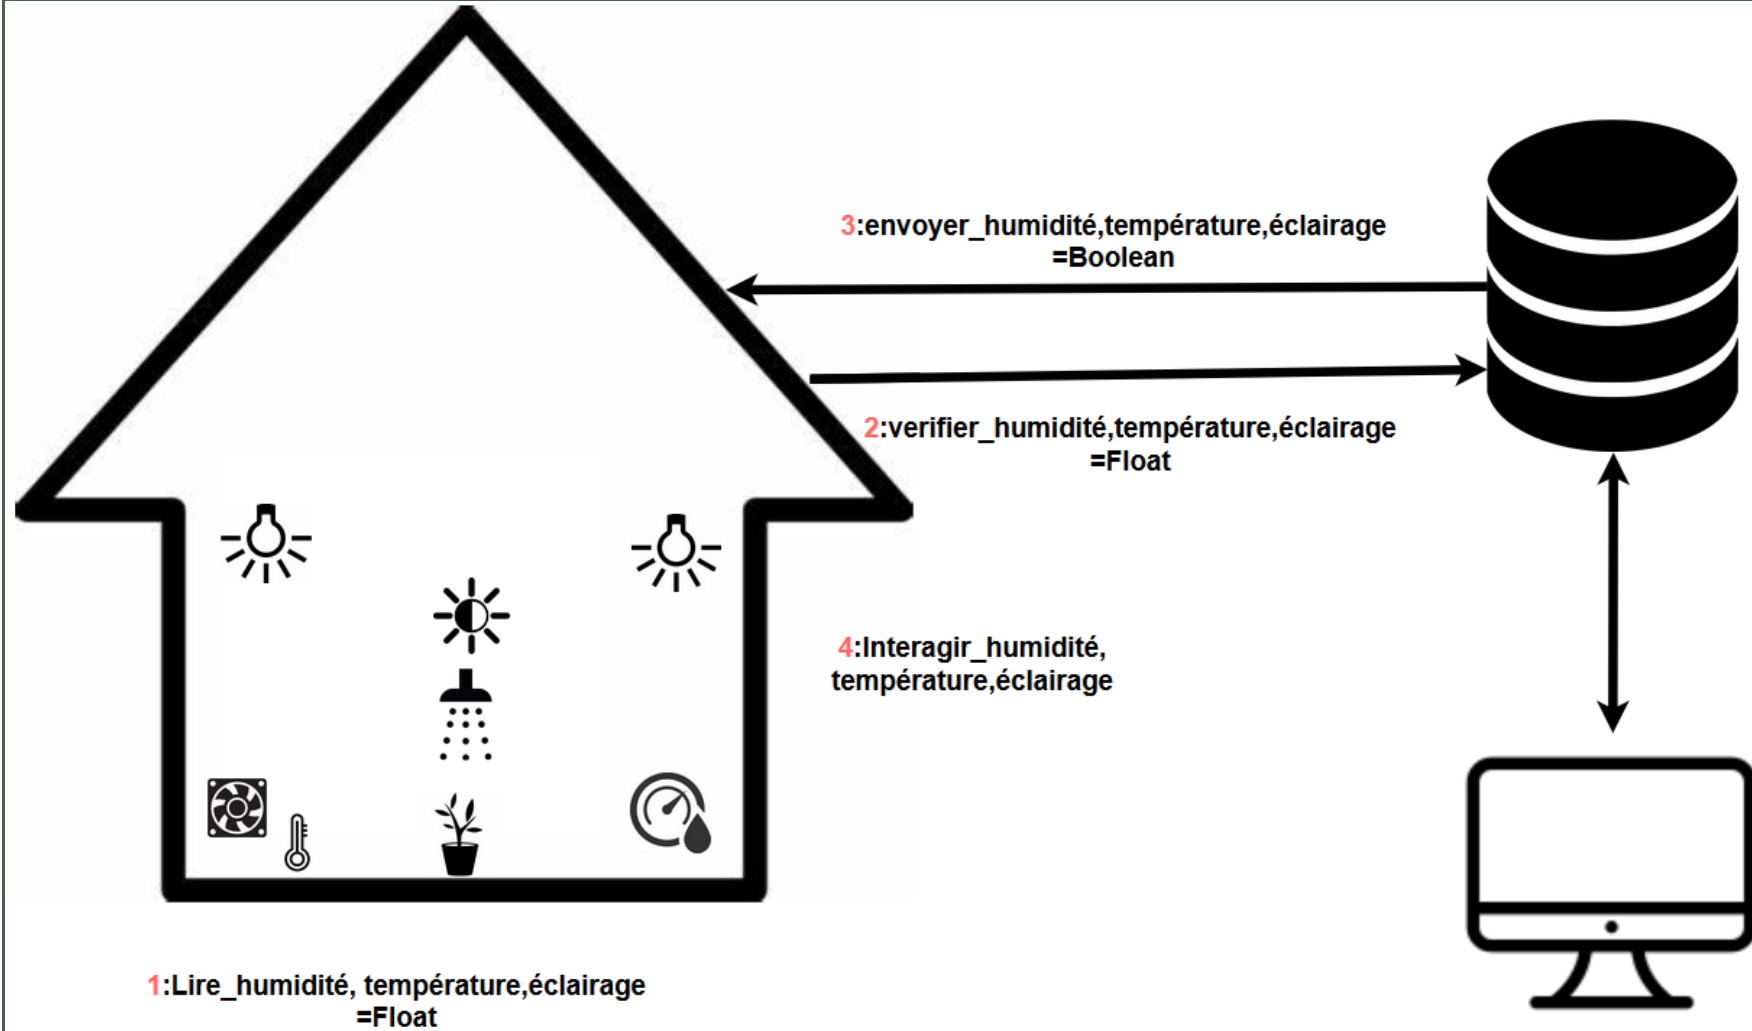 3:envoyer_humidité,température,éclairage
=Boolean
2:verifier_humidité,température,éclairage
=Float
4:Interagir_humidité,
température,éclairage
1:Lire_humidité, température,éclairage
=Float